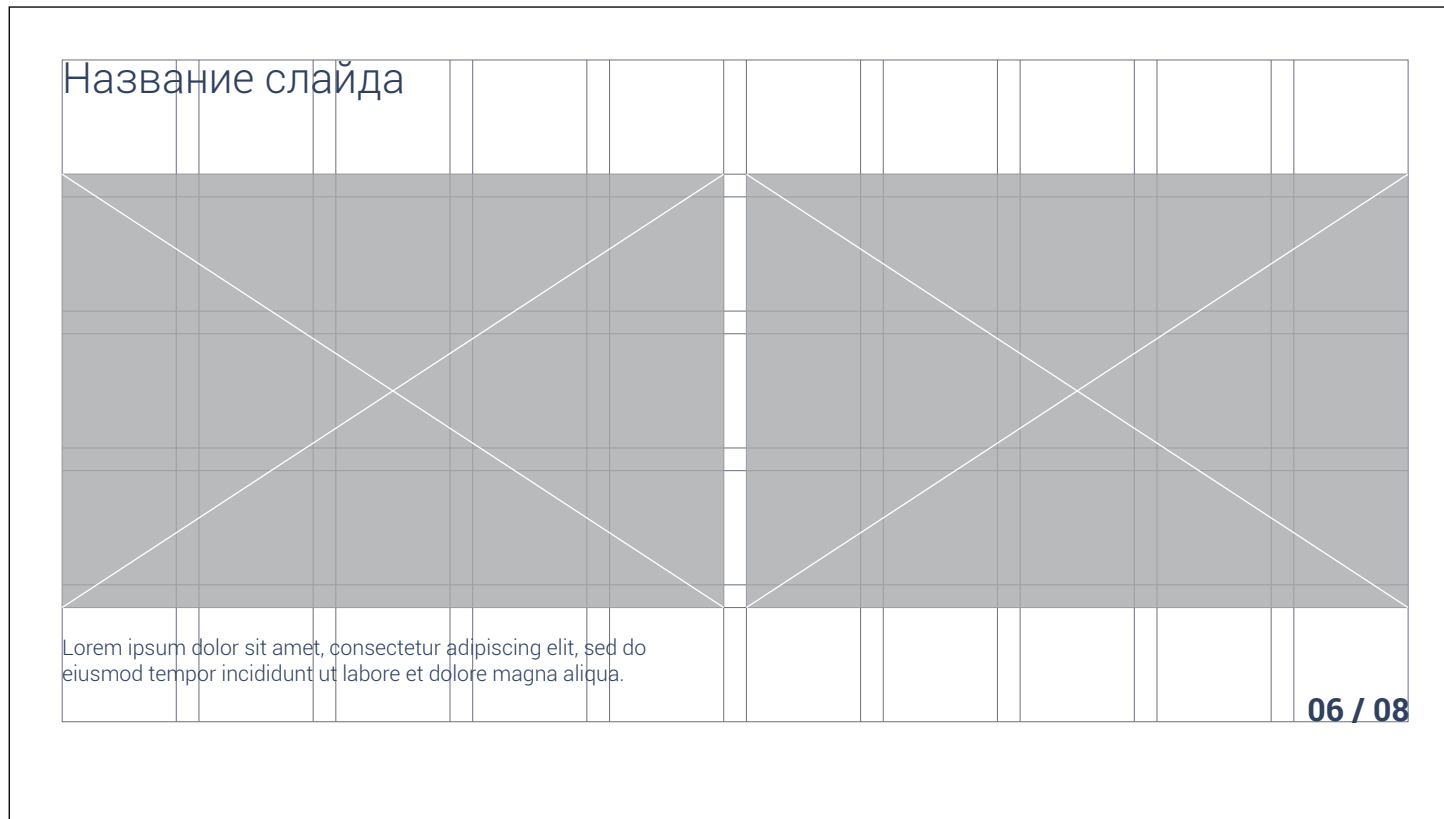 Название слайда
Lorem ipsum dolor sit amet, consectetur adipiscing elit, sed do
eiusmod tempor incididunt ut labore et dolore magna aliqua.
06 / 08